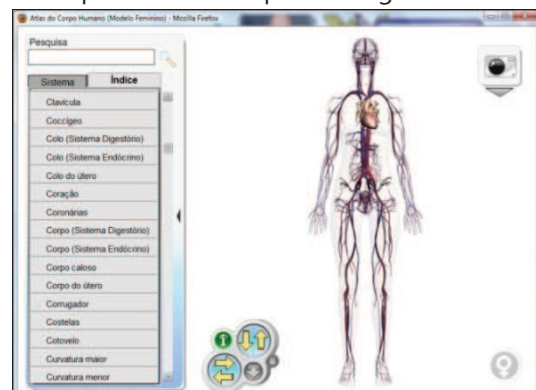 Atlas do Corpo Humano (Modelo Feminino) - Mozilla Firefox
Pesquisa
Sistema Índice
Clavícula
Coccígeo
Colo (Sistema Digestório)
Colo (Sistema Endócrino)
Colo do útero
Coração
Coronárias
Corpo (Sistema Digestório)
Corpo (Sistema Endócrino)
Corpo caloso
Corpo do útero
Corrugador
Costelas
Cotovelo
Curvatura maior
Curvatura menor